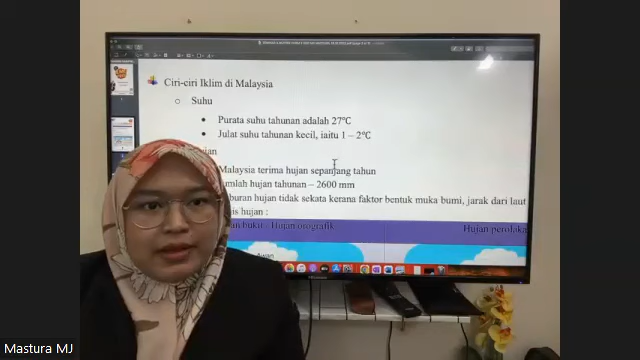 Ciri-ciri Iklim di Malaysia
Suhu
Purata suhu tahunan adalah 27°C
Julat suhu tahunan kecil, iaitu 1 – 2°C
Malaysia terima hujan sepanjang tahun
tahunan – 2600 mm
hujan tidak sekata kerana faktor bentuk muka bumi, jarak dari laut
hujan :
Hujan orografik
Hujan perolaka
Awan
Mastura MJ